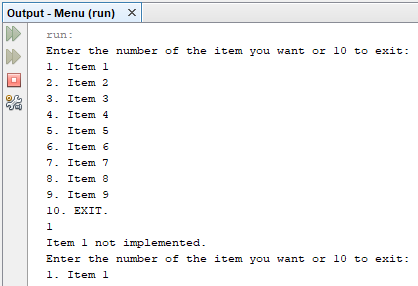 Output - Menu (run)
run:
Enter the number of the item you want or 10 to exit:
1. Item 1
2. Item 2
3. Item 3
4. Item 4
5. Item 5
6. Item 6
7. Item 7
8. Item 8
9. Item 9
10. EXIT.
1
Item 1 not implemented.
Enter the number of the item you want or 10 to exit:
1. Item 1